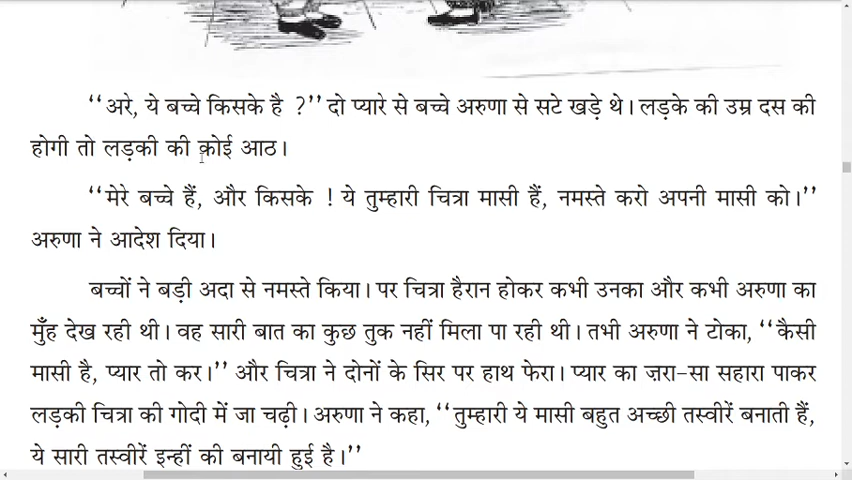 ‘‘अरे, ये बच्चे किसके है ?’’ दो प्यारे से बच्चे अरुणा से सटे खड़े थे। लड़के की उम्र दस की
होगी तो लड़की की कोई आठ।
‘‘मेरे बच्चे हैं, और किसके ! ये तुम्हारी चित्रा मासी हैं, नमस्ते करो अपनी मासी को।’’
अरुणा ने आदेश दिया।
बच्चों ने बड़ी अदा से नमस्ते किया। पर चित्रा हैरान होकर कभी उनका और कभी अरुणा का
मुँह देख रही थी। वह सारी बात का कुछ तुक नहीं मिला पा रही थी। तभी अरुणा ने टोका, ‘‘कैसी
मासी है, प्यार तो कर।’’ और चित्रा ने दोनों के सिर पर हाथ फेरा। प्यार का ज़रा–सा सहारा पाकर
लड़की चित्रा की गोदी में जा चढ़ी। अरुणा ने कहा, ‘‘तुम्हारी ये मासी बहुत अच्छी तस्वीरें बनाती हैं,
ये सारी तस्वीरें इन्हीं की बनायी हुई है।’’